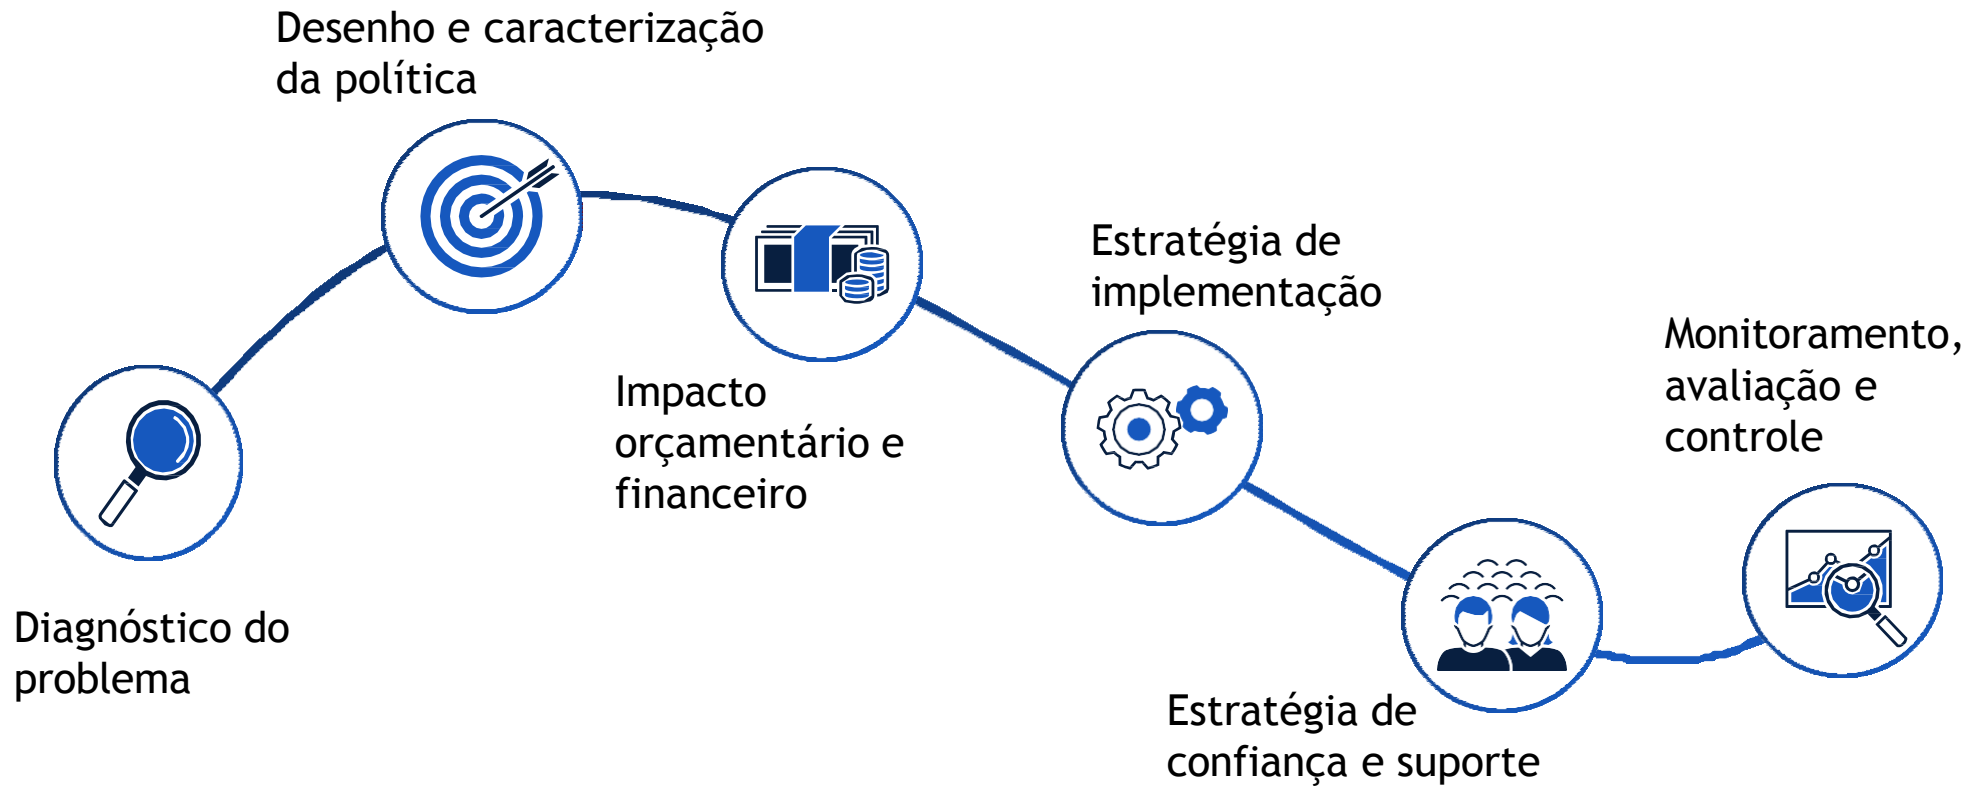 Desenho e caracterização
da política
Impacto
orçamentário e
financeiro
Estratégia de
implementação
Monitoramento,
avaliação e
controle
Diagnóstico do
problema
Estratégia de
confiança e suporte